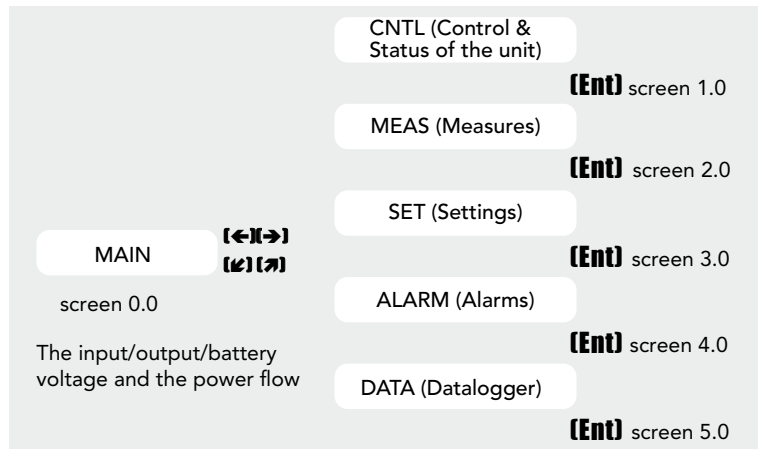 CNTL (Control &
Status of the unit)
(Ent) screen 1.0
MEAS (Measures)
(Ent) screen 2.0
SET (Settings)
(Ent) screen 3.0
MAIN
(←)(→)
(↙) (↗)
screen 0.0
The input/output/battery
voltage and the power flow
ALARM (Alarms)
(Ent) screen 4.0
DATA (Datalogger)
(Ent) screen 5.0